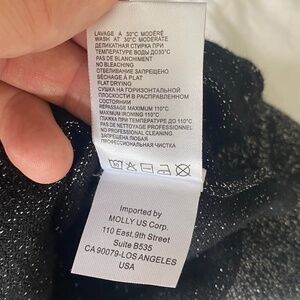 LAVAGE À 30°C MODÉRÉ
WASH AT 30°C MODERATE
ДЕЛИКАТНАЯ СТИРКА ПРИ
ТЕМПЕРАТУРЕ ВОДЫ ДО30°C
PAS DE BLANCHIMENT
NO BLEACHING
ОТБЕЛИВАНИЕ ЗАПРЕЩЕНО
SÉCHAGE À PLAT
FLAT DRYING
СУШКА НА ГОРИЗОНТАЛЬНОЙ
ПЛОСКОСТИ В РАСПРАВЛЕННОМ
СОСТОЯНИИ
REPASSAGE MAXIMUM 110°C
MAXIMUM IRONING 110°C
ГЛАЖКА ПРИ ТЕМПЕРАТУРЕ ДО 110°C
PAS DE NETTOYAGE PROFESSIONNEL
NO PROFESSIONAL CLEANING
ЗАПРЕЩЕНА ЛЮБАЯ
ПРОФЕССИОНАЛЬНАЯ ЧИСТКА
30
Imported by
MOLLY US Corp.
110 East.9th Street
Suite B535
CA 90079-LOS ANGELES
USA